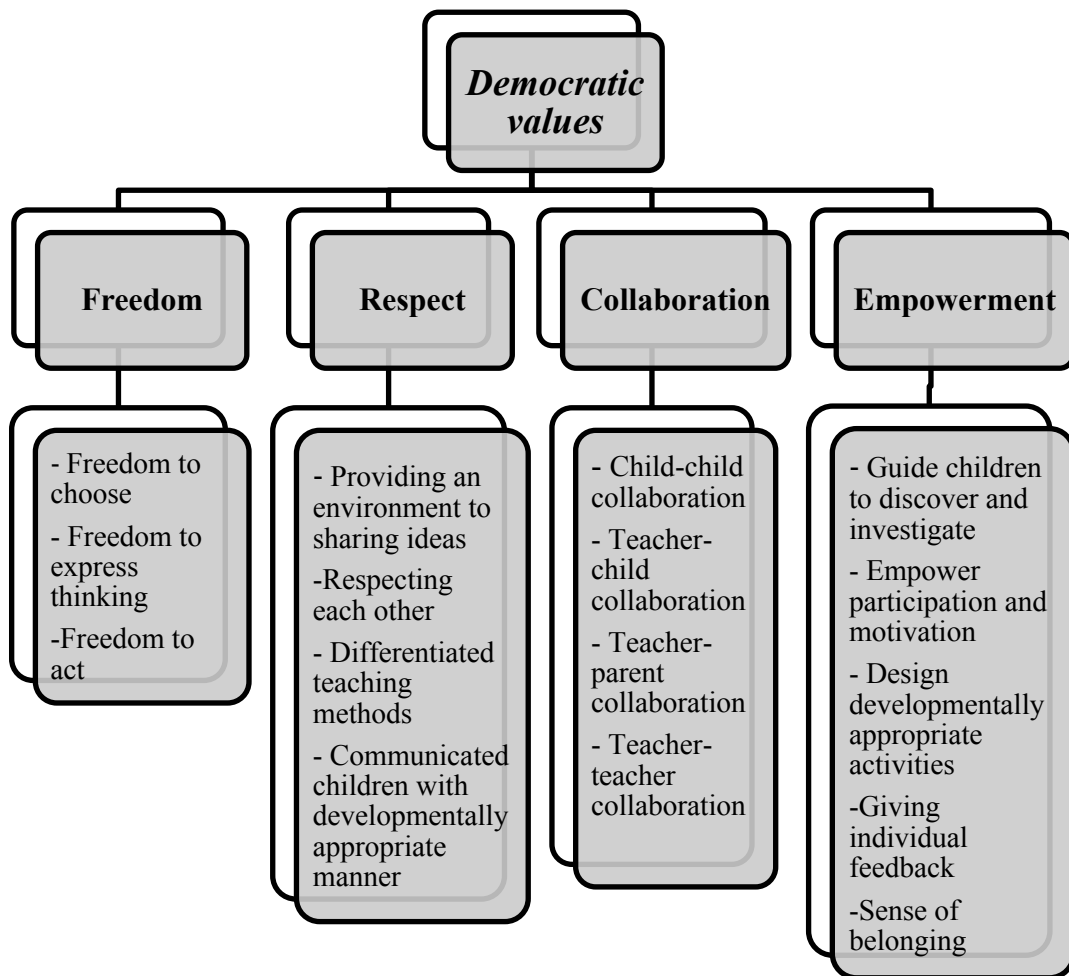 Democratic
values
Freedom
Respect
Collaboration
Empowerment
- Freedom to
choose
- Freedom to
express
thinking
-Freedom to
act
- Providing an
environment to
sharing ideas
-Respecting
each other
- Differentiated
teaching
methods
- Communicated
children with
developmentally
appropriate
manner
- Child-child
collaboration
- Teacher-
child
collaboration
- Teacher-
parent
collaboration
- Teacher-
teacher
collaboration
- Guide children
to discover and
investigate
- Empower
participation and
motivation
- Design
developmentally
appropriate
activities
-Giving
individual
feedback
-Sense of
belonging